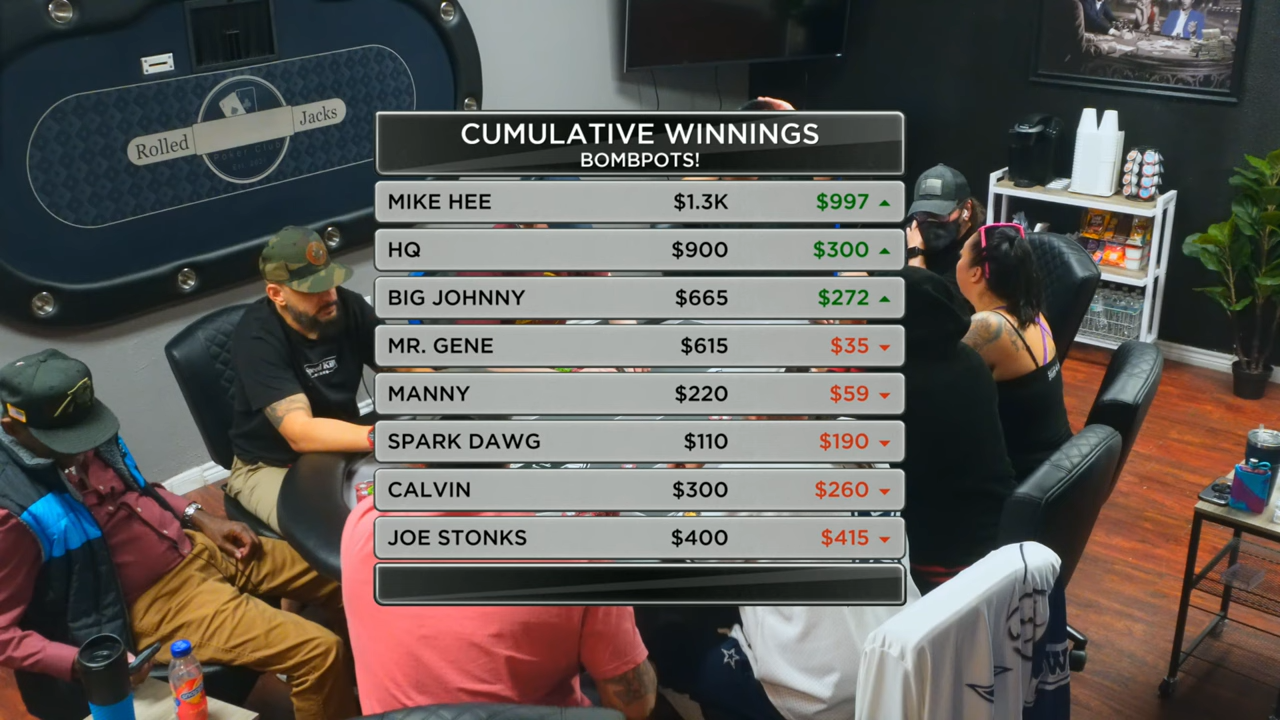 Rolled
Jacks
CUMULATIVE WINNINGS
BOMBPOTS!
MIKE HEE $1.3K $997
HQ $900 $300
BIG JOHNNY $665 $272
MR. GENE $615 $35
MANNY $220 $59
SPARK DAWG $110 $190
CALVIN $300 $260
JOE STONKS $400 $415